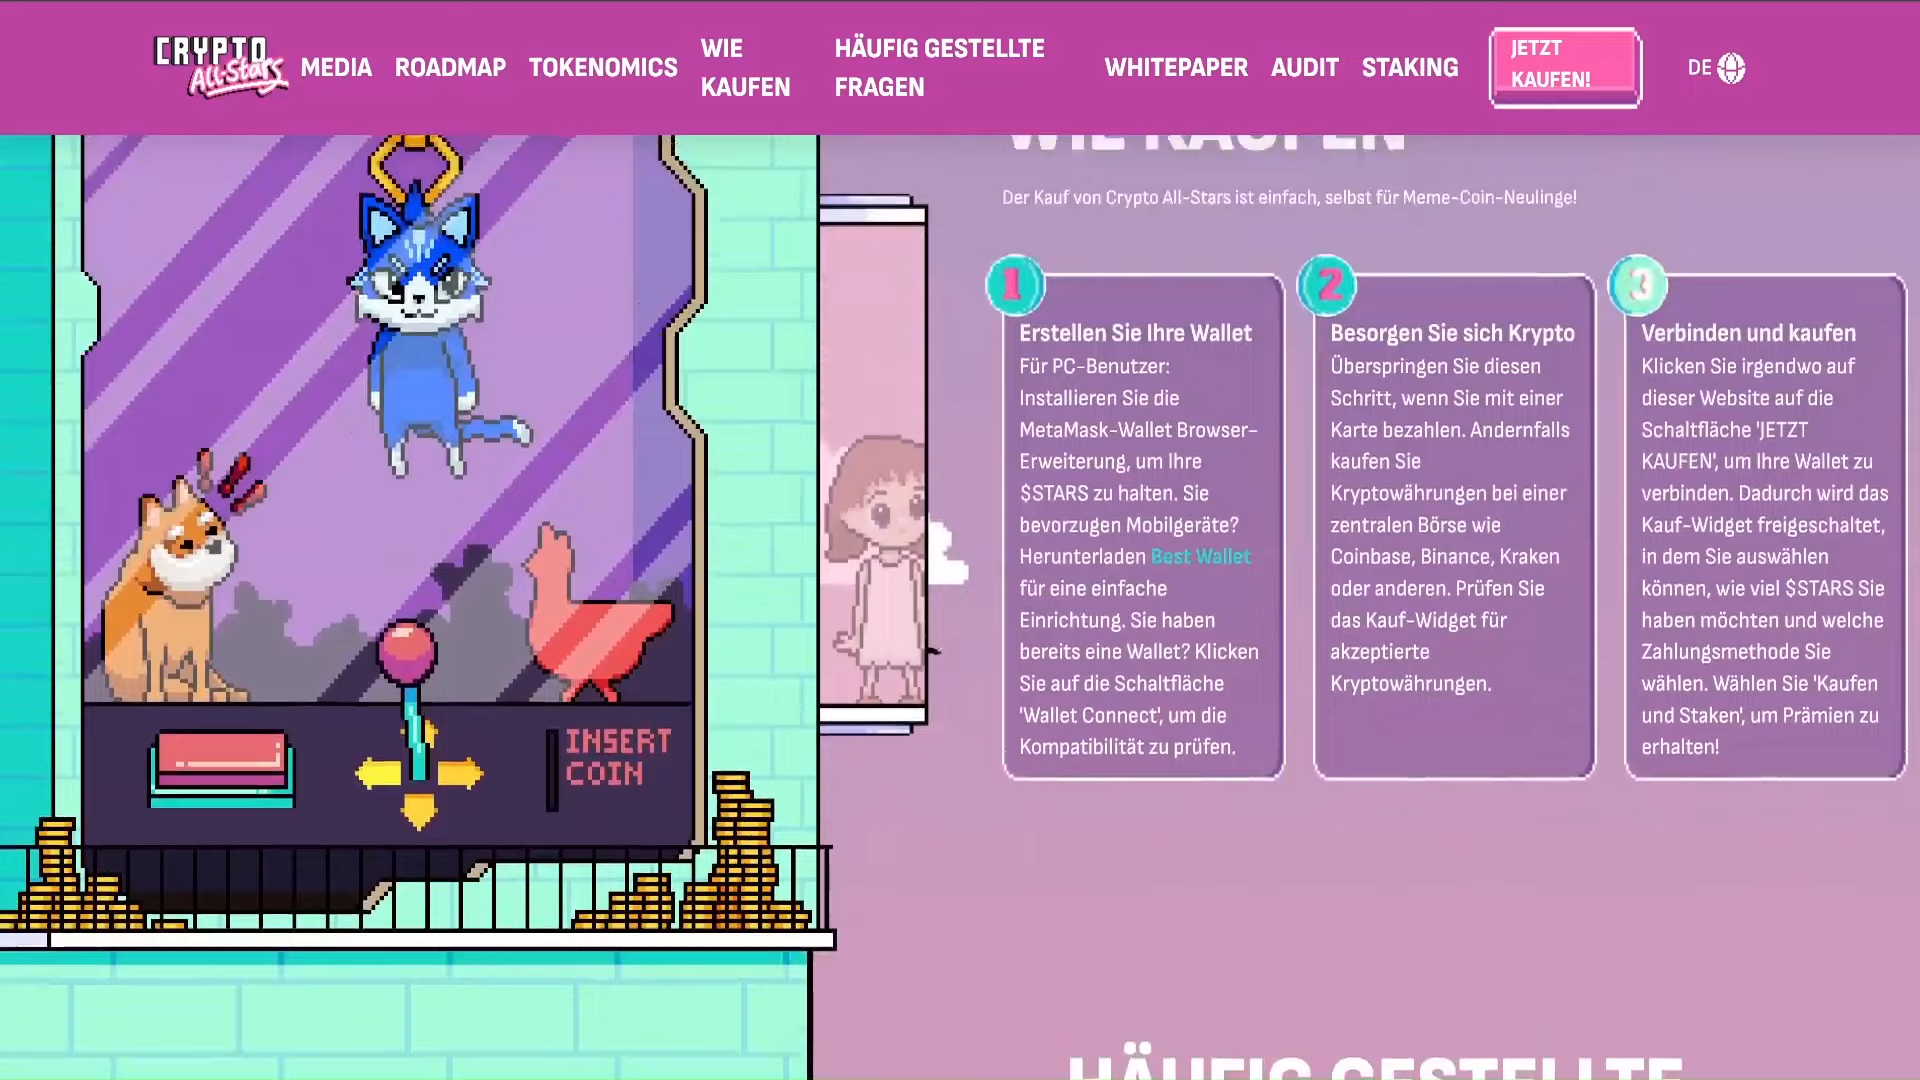 CRYPTO
All-Stars
MEDIA
ROADMAP
TOKENOMICS
WIE
KAUFEN
HÄUFIG GESTELLTE
FRAGEN
WHITEPAPER
AUDIT
STAKING
JETZT
KAUFEN!
DE
WIE KAUFEN
Der Kauf von Crypto All-Stars ist einfach, selbst für Meme-Coin-Neulinge!
1
Erstellen Sie Ihre Wallet
Für PC-Benutzer:
Installieren Sie die
MetaMask-Wallet Browser-
Erweiterung, um Ihre
$STARS zu halten. Sie
bevorzugen Mobilgeräte?
Herunterladen Best Wallet
für eine einfache
Einrichtung. Sie haben
bereits eine Wallet? Klicken
Sie auf die Schaltfläche
'Wallet Connect', um die
Kompatibilität zu prüfen.
2
Besorgen Sie sich Krypto
Überspringen Sie diesen
Schritt, wenn Sie mit einer
Karte bezahlen. Andernfalls
kaufen Sie
Kryptowährungen bei einer
zentralen Börse wie
Coinbase, Binance, Kraken
oder anderen. Prüfen Sie
das Kauf-Widget für
akzeptierte
Kryptowährungen.
3
Verbinden und kaufen
Klicken Sie irgendwo auf
dieser Website auf die
Schaltfläche 'JETZT
KAUFEN', um Ihre Wallet zu
verbinden. Dadurch wird das
Kauf-Widget freigeschaltet,
in dem Sie auswählen
können, wie viel $STARS Sie
haben möchten und welche
Zahlungsmethode Sie
wählen. Wählen Sie 'Kaufen
und Staken', um Prämien zu
erhalten!
INSERT
COIN
HÄUFIG GESTELLTE